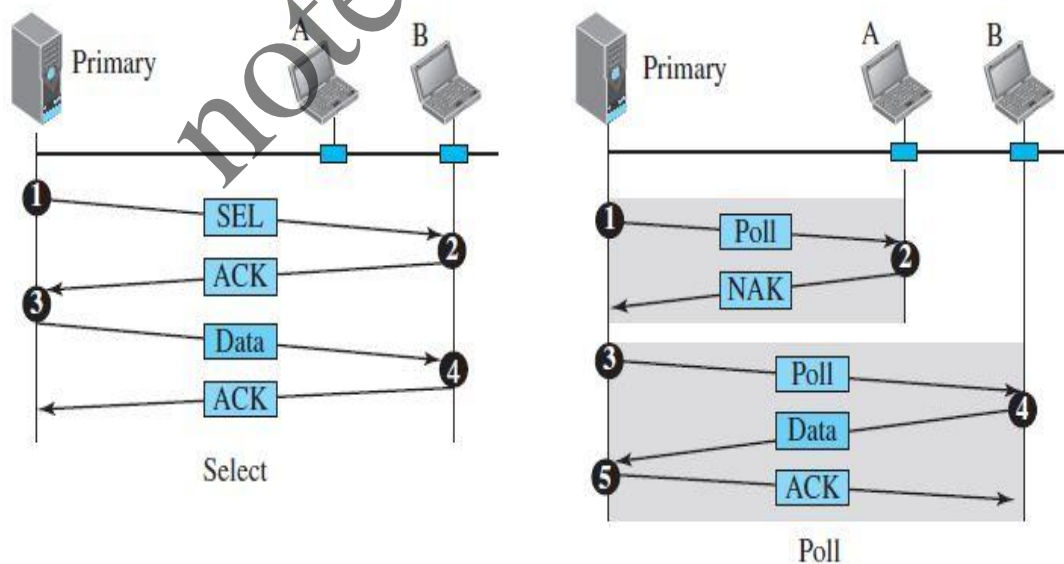 Primary
A
B
1
SEL
2
ACK
3
Data
4
ACK
Select
Primary
A
B
1
Poll
2
NAK
3
Poll
4
Data
5
ACK
Poll
note